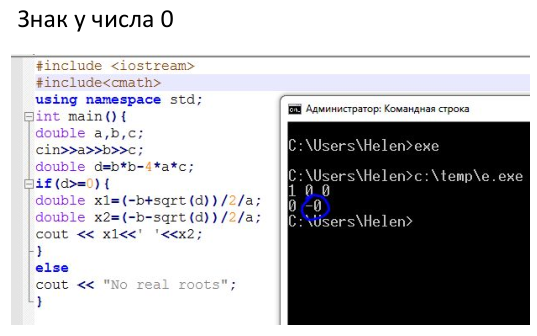 Знак у числа 0
#include <iostream>
#include<cmath>
using namespace std;
int main(){
double a,b,c;
cin>>a>>b>>c;
double d=b*b-4*a*c;
if(d>=0){
double x1=(-b+sqrt(d))/2/a;
double x2=(-b-sqrt(d))/2/a;
cout << x1<<' '<<x2;
}
else
cout << "No real roots";
}
Администратор: Командная строка
C:\Users\Helen>exe
C:\Users\Helen>c:\temp\e.exe
1 0 0
0 -0
C:\Users\Helen>